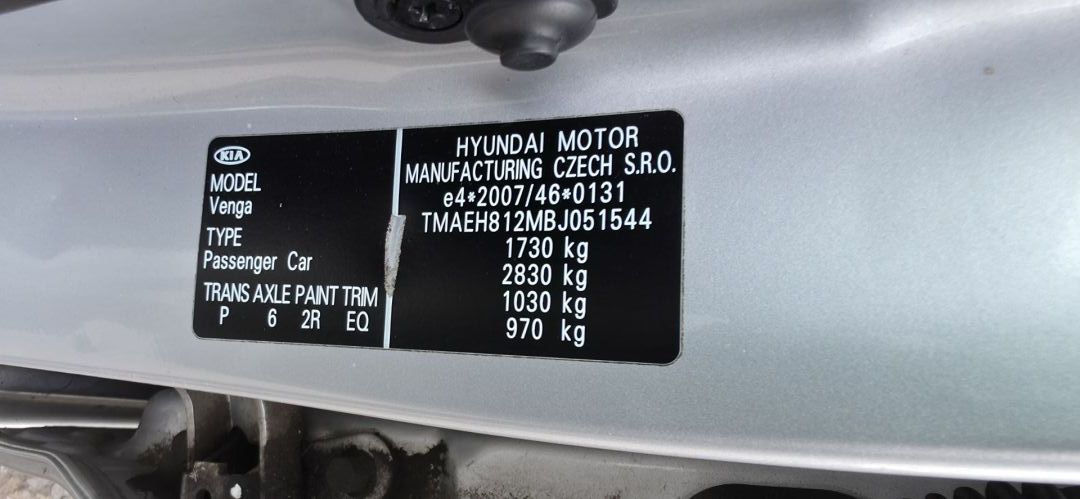 KIA
MODEL
Venga
TYPE
Passenger Car
TRANS AXLE PAINT TRIM
P 6 2R EQ
HYUNDAI MOTOR
MANUFACTURING CZECH S.R.O.
e4*2007/46*0131
TMAEH812MBJ051544
1730 kg
2830 kg
1030 kg
970 kg